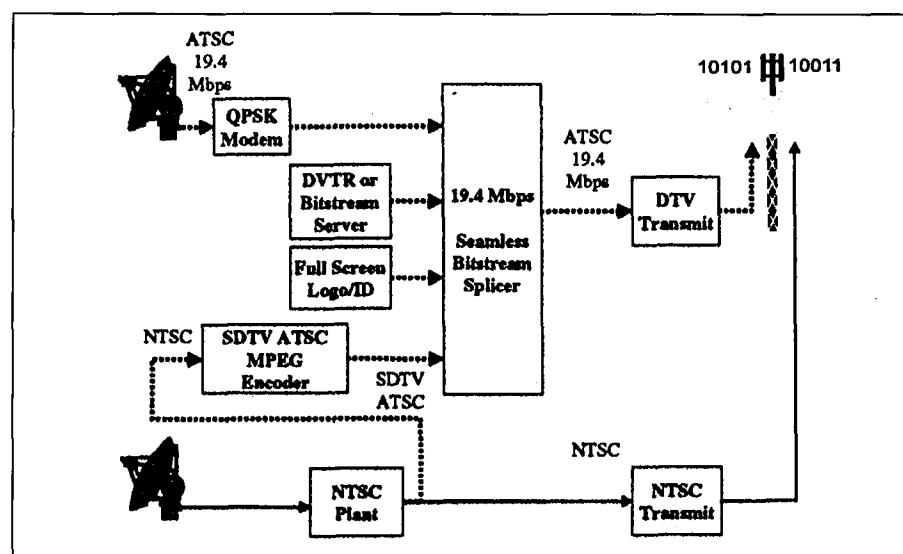 ATSC
19.4
Mbps
10101
10011
QPSK
Modem
ATSC
19.4
Mbps
DVTR or
Bitstream
Server
19.4 Mbps
Seamless
Bitstream
Splicer
DTV
Transmit
Full Screen
Logo/ID
NTSC
SDTV ATSC
MPEG
Encoder
SDTV
ATSC
NTSC
NTSC
Plant
NTSC
Transmit